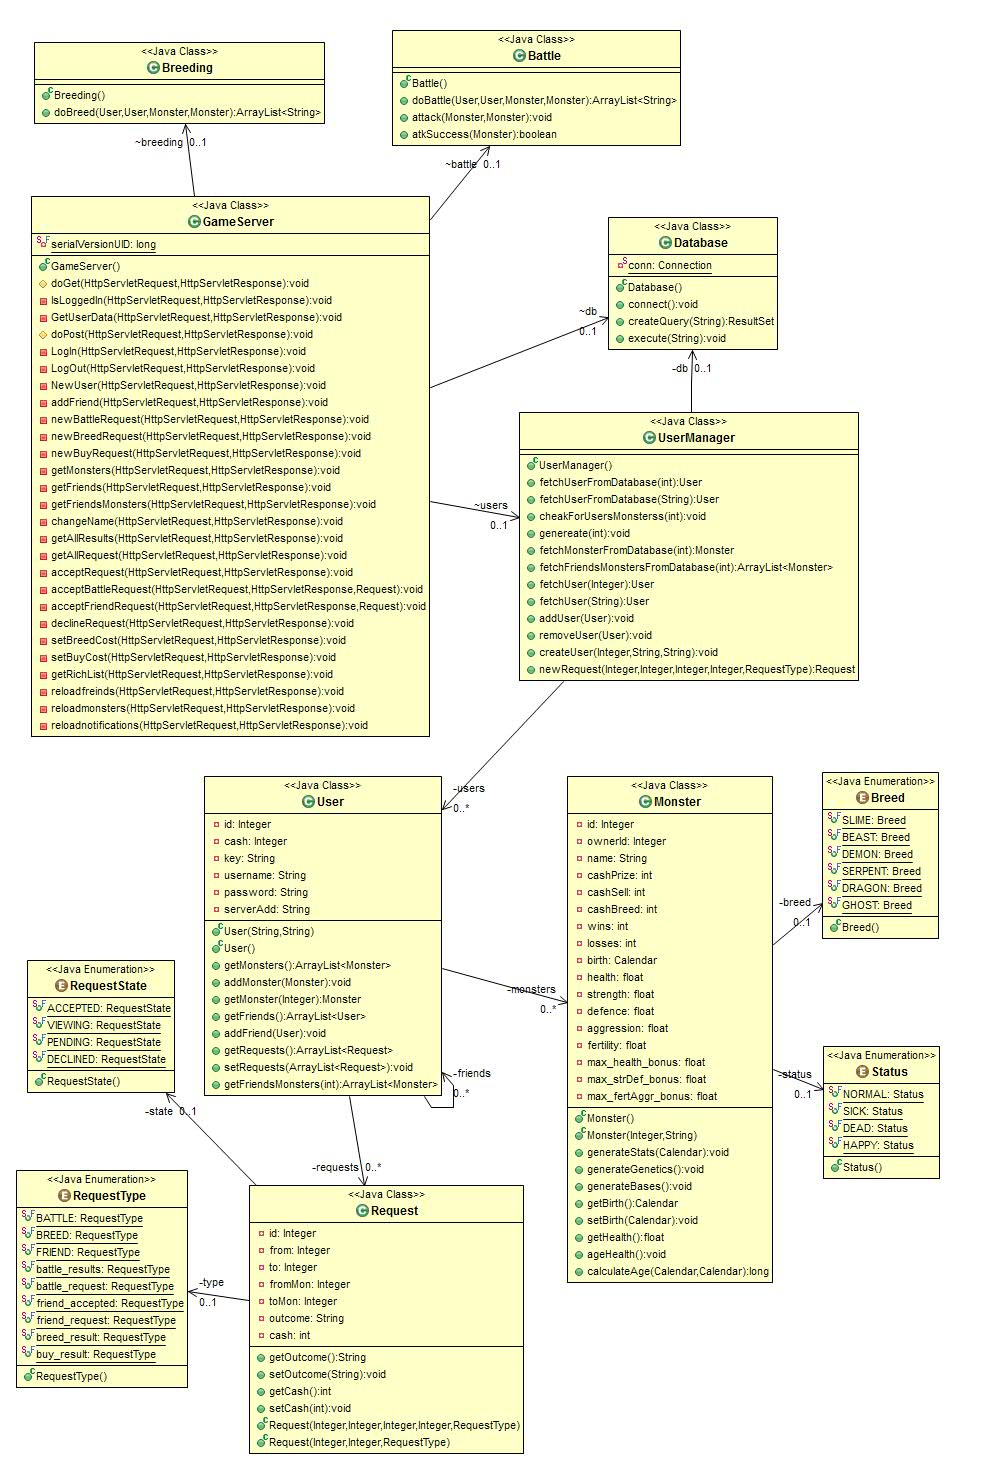 <<Java Class>>
Breeding
Breeding()
doBreed(User,User,Monster,Monster):ArrayList<String>
<<Java Class>>
Battle
Battle()
doBattle(User,User,Monster,Monster):ArrayList<String>
attack(Monster,Monster):void
atkSuccess(Monster):boolean
~breeding 0..1
~battle 0..1
<<Java Class>>
GameServer
serialVersionUID: long
GameServer()
doGet(HttpServletRequest,HttpServletResponse):void
IsLoggedIn(HttpServletRequest,HttpServletResponse):void
GetUserData(HttpServletRequest,HttpServletResponse):void
doPost(HttpServletRequest,HttpServletResponse):void
LogIn(HttpServletRequest,HttpServletResponse):void
LogOut(HttpServletRequest,HttpServletResponse):void
NewUser(HttpServletRequest,HttpServletResponse):void
addFriend(HttpServletRequest,HttpServletResponse):void
newBattleRequest(HttpServletRequest,HttpServletResponse):void
newBreedRequest(HttpServletRequest,HttpServletResponse):void
newBuyRequest(HttpServletRequest,HttpServletResponse):void
getMonsters(HttpServletRequest,HttpServletResponse):void
getFriends(HttpServletRequest,HttpServletResponse):void
getFriendsMonsters(HttpServletRequest,HttpServletResponse):void
changeName(HttpServletRequest,HttpServletResponse):void
getAllResults(HttpServletRequest,HttpServletResponse):void
getAllRequest(HttpServletRequest,HttpServletResponse):void
acceptRequest(HttpServletRequest,HttpServletResponse):void
acceptBattleRequest(HttpServletRequest,HttpServletResponse,Request):void
acceptFriendRequest(HttpServletRequest,HttpServletResponse,Request):void
declineRequest(HttpServletRequest,HttpServletResponse):void
setBreedCost(HttpServletRequest,HttpServletResponse):void
setBuyCost(HttpServletRequest,HttpServletResponse):void
getRichList(HttpServletRequest,HttpServletResponse):void
reloadfreinds(HttpServletRequest,HttpServletResponse):void
reloadmonsters(HttpServletRequest,HttpServletResponse):void
reloadnotifications(HttpServletRequest,HttpServletResponse):void
<<Java Class>>
Database
conn: Connection
Database()
connect():void
createQuery(String):ResultSet
execute(String):void
~db
0..1
-db 0..1
~users
0..1
<<Java Class>>
UserManager
UserManager()
fetchUserFromDatabase(int):User
fetchUserFromDatabase(String):User
cheakForUsersMonsterss(int):void
genereate(int):void
fetchMonsterFromDatabase(int):Monster
fetchFriendsMonstersFromDatabase(int):ArrayList<Monster>
fetchUser(Integer):User
fetchUser(String):User
addUser(User):void
removeUser(User):void
createUser(Integer,String,String):void
newRequest(Integer,Integer,Integer,Integer,RequestType):Request
-users
0..*
<<Java Class>>
User
id: Integer
cash: Integer
key: String
username: String
password: String
serverAdd: String
User(String,String)
User()
getMonsters():ArrayList<Monster>
addMonster(Monster):void
getMonster(Integer):Monster
getFriends():ArrayList<User>
addFriend(User):void
getRequests():ArrayList<Request>
setRequests(ArrayList<Request>):void
getFriendsMonsters(int):ArrayList<Monster>
-monsters
0..*
-friends
0..*
<<Java Class>>
Monster
id: Integer
ownerId: Integer
name: String
cashPrize: int
cashSell: int
cashBreed: int
wins: int
losses: int
birth: Calendar
health: float
strength: float
defence: float
aggression: float
fertility: float
max_health_bonus: float
max_strDef_bonus: float
max_fertAggr_bonus: float
Monster()
Monster(Integer,String)
generateStats(Calendar):void
generateGenetics():void
generateBases():void
getBirth():Calendar
setBirth(Calendar):void
getHealth():float
ageHealth():void
calculateAge(Calendar,Calendar):long
-breed
0..1
<<Java Enumeration>>
Breed
SLIME: Breed
BEAST: Breed
DEMON: Breed
SERPENT: Breed
DRAGON: Breed
GHOST: Breed
Breed()
-status
0..1
<<Java Enumeration>>
Status
NORMAL: Status
SICK: Status
DEAD: Status
HAPPY: Status
Status()
<<Java Enumeration>>
RequestState
ACCEPTED: RequestState
VIEWING: RequestState
PENDING: RequestState
DECLINED: RequestState
RequestState()
-state 0..1
-requests 0..*
<<Java Enumeration>>
RequestType
BATTLE: RequestType
BREED: RequestType
FRIEND: RequestType
battle_results: RequestType
battle_request: RequestType
friend_accepted: RequestType
friend_request: RequestType
breed_result: RequestType
buy_result: RequestType
RequestType()
-type
0..1
<<Java Class>>
Request
id: Integer
from: Integer
to: Integer
fromMon: Integer
toMon: Integer
outcome: String
cash: int
getOutcome():String
setOutcome(String):void
getCash():int
setCash(int):void
Request(Integer,Integer,Integer,Integer,RequestType)
Request(Integer,Integer,RequestType)